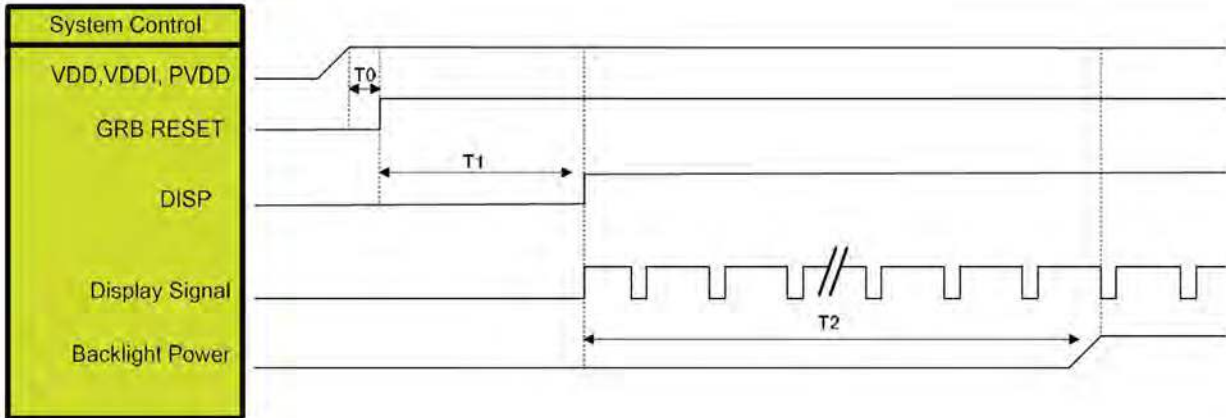 System Control
VDD,VDDI, PVDD
T0
GRB RESET
T1
DISP
Display Signal
T2
Backlight Power